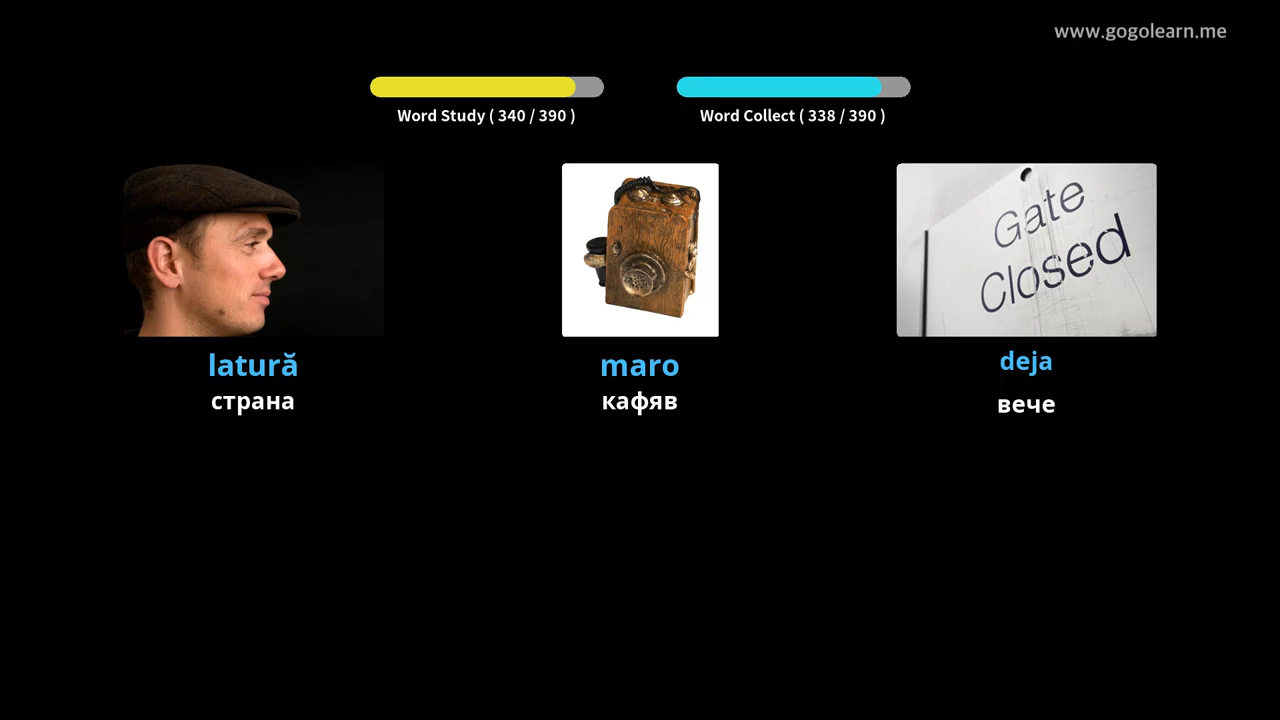 www.gogolearn.me
Word Study ( 340 / 390 )
Word Collect ( 338 / 390 )
Gate
Closed
latură
maro
deja
страна
кафяв
вече